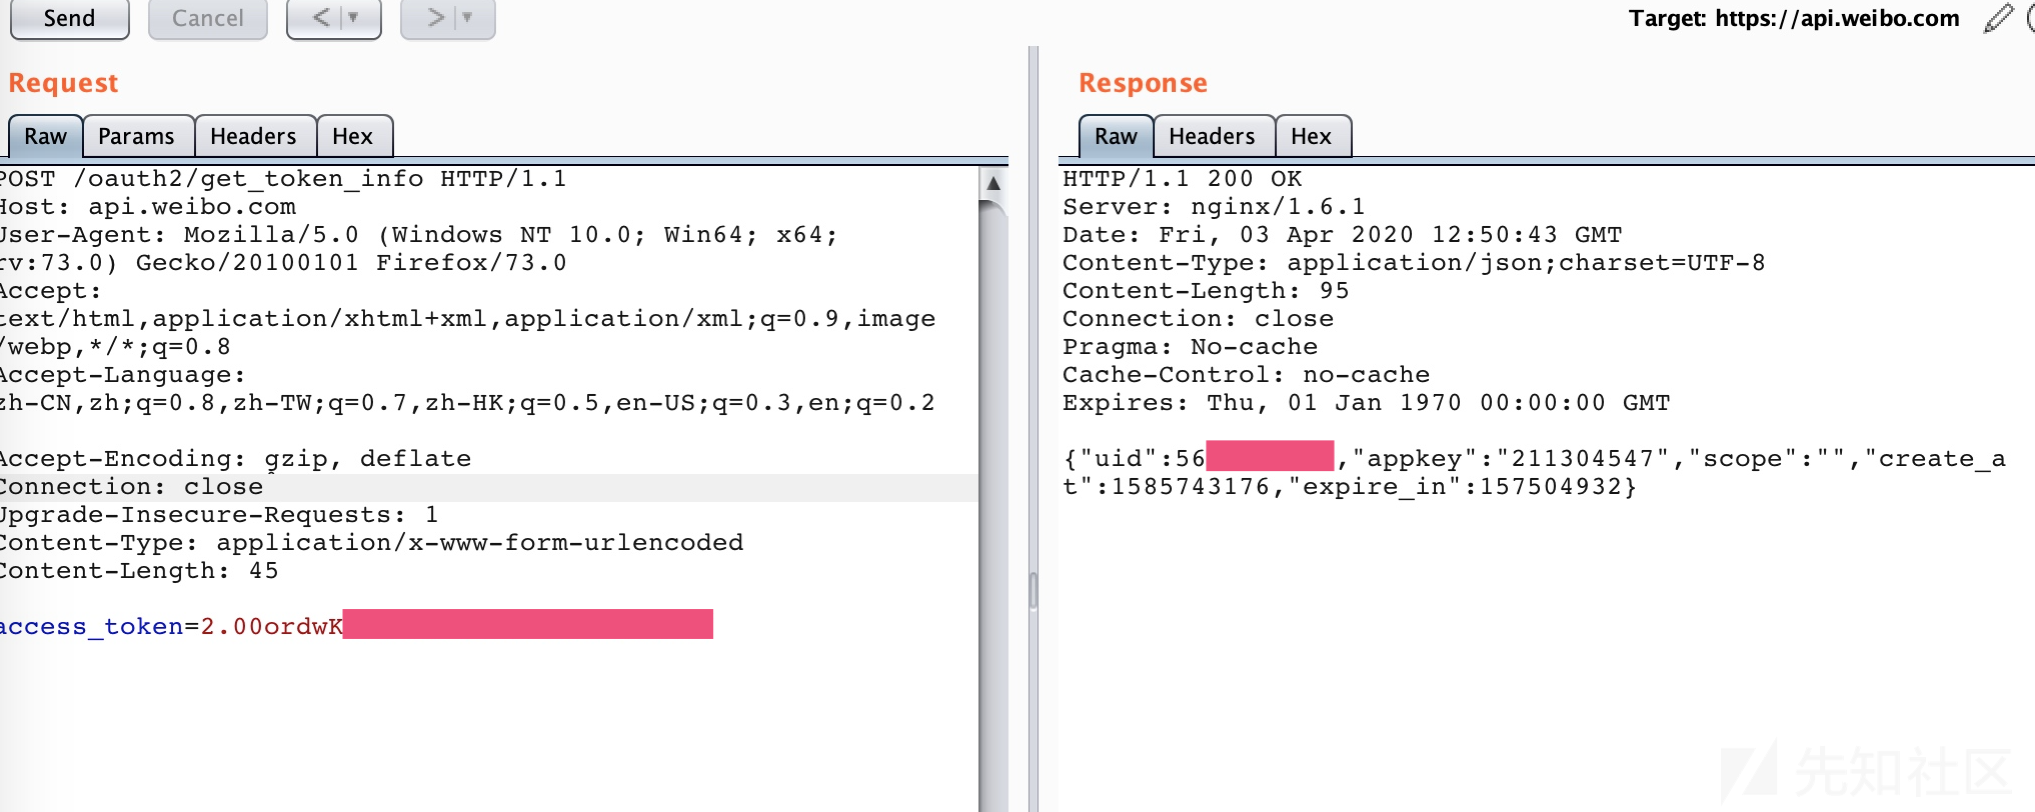 Send
Cancel
<
>
Target: https://api.weibo.com
Request
Raw
Params
Headers
Hex
POST /oauth2/get_token_info HTTP/1.1
Host: api.weibo.com
User-Agent: Mozilla/5.0 (Windows NT 10.0; Win64; x64;
rv:73.0) Gecko/20100101 Firefox/73.0
Accept:
text/html,application/xhtml+xml,application/xml;q=0.9,image
/webp,*/*;q=0.8
Accept-Language:
zh-CN,zh;q=0.8,zh-TW;q=0.7,zh-HK;q=0.5,en-US;q=0.3,en;q=0.2
Accept-Encoding: gzip, deflate
Connection: close
Upgrade-Insecure-Requests: 1
Content-Type: application/x-www-form-urlencoded
Content-Length: 45
access_token=2.00ordwK
Response
Raw
Headers
Hex
HTTP/1.1 200 OK
Server: nginx/1.6.1
Date: Fri, 03 Apr 2020 12:50:43 GMT
Content-Type: application/json;charset=UTF-8
Content-Length: 95
Connection: close
Pragma: No-cache
Cache-Control: no-cache
Expires: Thu, 01 Jan 1970 00:00:00 GMT
{"uid":56 ,"appkey":"211304547","scope":"","create_a
t":1585743176,"expire_in":157504932}
先知社区